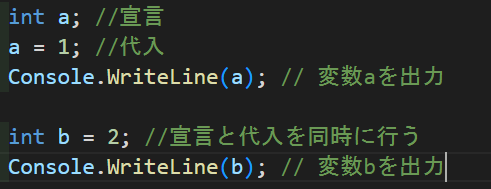 int a; //宣言
a = 1; //代入
Console.WriteLine(a); // 変数aを出力
int b = 2; //宣言と代入を同時に行う
Console.WriteLine(b); // 変数bを出力